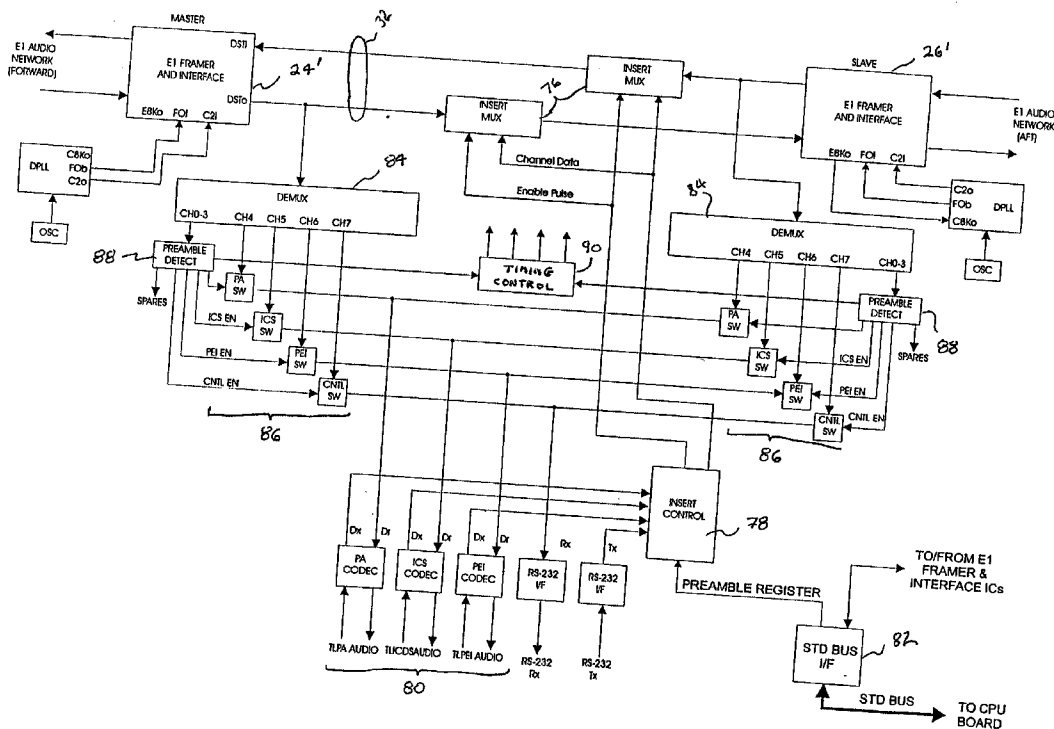 MASTER
36
E1 AUDIO
NETWORK
(FORWARD)
E1 FRAMER
AND INTERFACE
DSTi
DSTo
E8Ko FOI C2I
24'
INSERT
MUX
76
INSERT
MUX
SLAVE
26'
E1 FRAMER
AND INTERFACE
E8Ko FOI C2I
E1 AUDIO
NETWORK
(AFT)
DPLL
C8Ko
FOb
C2o
OSC
Channel Data
Enable Pulse
C2o
FOb
C8Ko
DPLL
OSC
84
DEMUX
CH0-3 CH4 CH5 CH6 CH7
84
DEMUX
CH4 CH5 CH6 CH7 CH0-3
88
PREAMBLE
DETECT
SPARES
90
TIMING
CONTROL
PREAMBLE
DETECT
88
SPARES
PA
SW
ICS EN
ICS
SW
PEI EN
PEI
SW
CNTL EN
CNTL
SW
86
PA
SW
ICS
SW
ICS EN
PEI
SW
PEI EN
CNTL
SW
CNTL EN
86
INSERT
CONTROL
78
Dx Dr Dx Dr Dx Dr Rx Tx
PA
CODEC
ICS
CODEC
PEI
CODEC
RS-232
I/F
RS-232
I/F
TLPA AUDIO
TLICDSAUDIO
TLPEI AUDIO
RS-232
Rx
RS-232
Tx
80
PREAMBLE REGISTER
TO/FROM E1
FRAMER &
INTERFACE ICs
STD BUS
I/F
82
STD BUS
TO CPU
BOARD